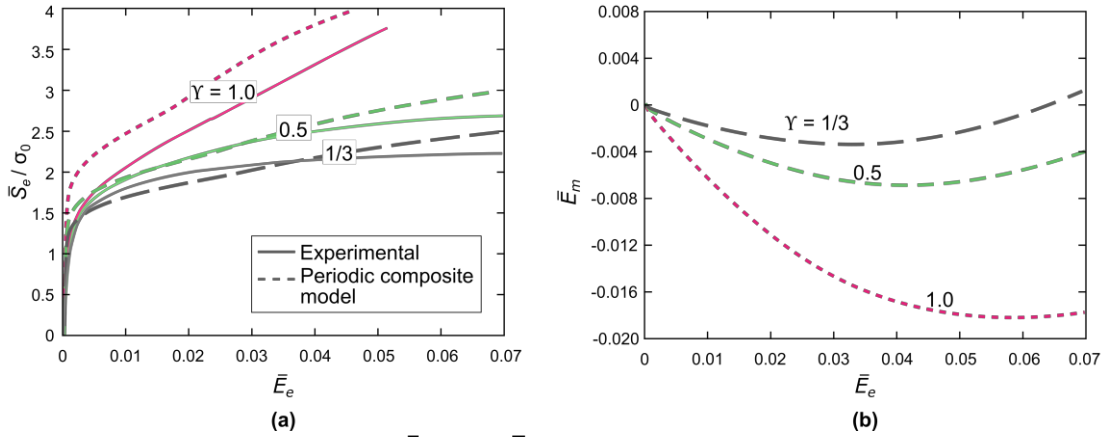 4
3.5
3
2.5
2
1.5
1
0.5
0
S̄e / σ0
ϒ = 1.0
0.5
1/3
Experimental
Periodic composite
model
0 0.01 0.02 0.03 0.04 0.05 0.06 0.07
Ēe
(a)
0.008
0.004
0
-0.004
-0.008
-0.012
-0.016
-0.020
Ēm
ϒ = 1/3
0.5
1.0
0 0.01 0.02 0.03 0.04 0.05 0.06 0.07
Ēe
(b)